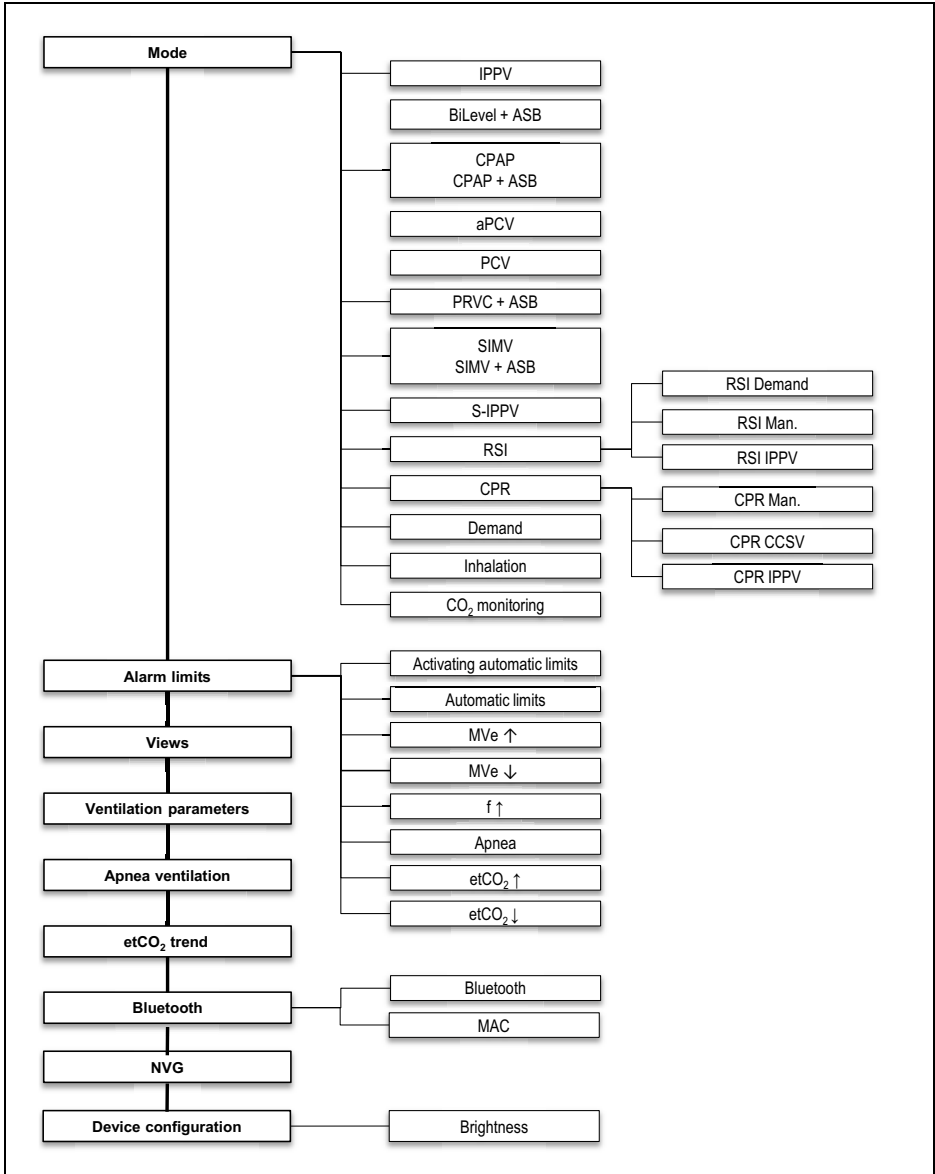 Mode
IPPV
BiLevel + ASB
CPAP
CPAP + ASB
aPCV
PCV
PRVC + ASB
SIMV
SIMV + ASB
S-IPPV
RSI
RSI Demand
RSI Man.
RSI IPPV
CPR
CPR Man.
CPR CCSV
CPR IPPV
Demand
Inhalation
CO₂ monitoring
Alarm limits
Activating automatic limits
Automatic limits
MVe ↑
MVe ↓
f ↑
Apnea
etCO₂ ↑
etCO₂ ↓
Views
Ventilation parameters
Apnea ventilation
etCO₂ trend
Bluetooth
Bluetooth
MAC
NVG
Device configuration
Brightness